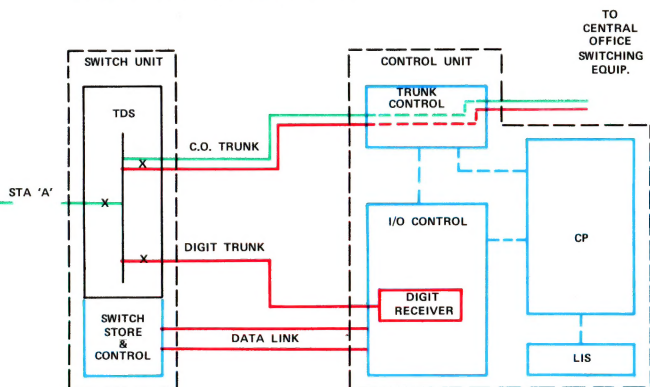 TO
CENTRAL
OFFICE
SWITCHING
EQUIP.
SWITCH UNIT
CONTROL UNIT
TRUNK
CONTROL
TDS
C.O. TRUNK
STA 'A'
I/O CONTROL
CP
DIGIT TRUNK
DIGIT
RECEIVER
SWITCH
STORE
&
CONTROL
DATA LINK
LIS